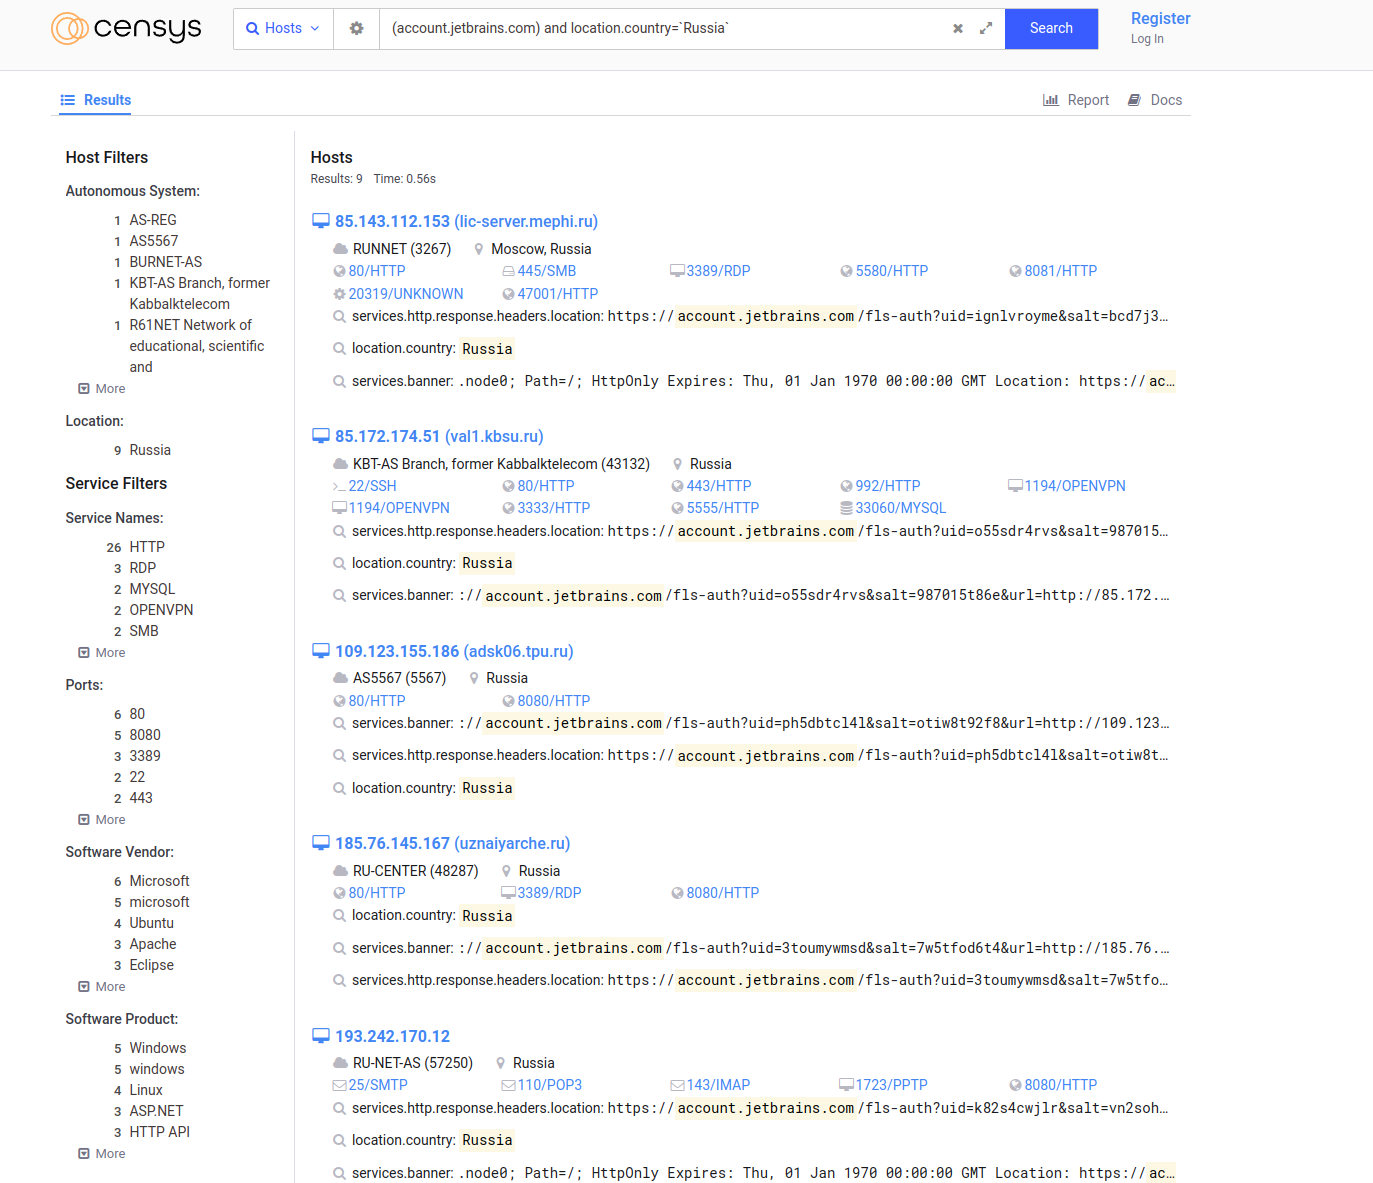 censys
Hosts
(account.jetbrains.com) and location.country=`Russia`
Search
Register
Log In
Results
Report
Docs
Host Filters
Autonomous System:
1 AS-REG
1 AS5567
1 BURNET-AS
1 KBT-AS Branch, former
Kabbalktelecom
1 R61NET Network of
educational, scientific
and
More
Location:
9 Russia
Service Filters
Service Names:
26 HTTP
3 RDP
2 MYSQL
2 OPENVPN
2 SMB
More
Ports:
6 80
5 8080
3 3389
2 22
2 443
More
Software Vendor:
6 Microsoft
5 microsoft
4 Ubuntu
3 Apache
3 Eclipse
More
Software Product:
5 Windows
5 windows
4 Linux
3 ASP.NET
3 HTTP API
More
Hosts
Results: 9 Time: 0.56s
85.143.112.153 (lic-server.mephi.ru)
RUNNET (3267) Moscow, Russia
80/HTTP 445/SMB 3389/RDP 5580/HTTP 8081/HTTP
20319/UNKNOWN 47001/HTTP
services.http.response.headers.location: https://account.jetbrains.com/fls-auth?uid=ignlvroyme&salt=bcd7j3…
location.country: Russia
services.banner: .node0; Path=/; HttpOnly Expires: Thu, 01 Jan 1970 00:00:00 GMT Location: https://ac…
85.172.174.51 (val1.kbsu.ru)
KBT-AS Branch, former Kabbalktelecom (43132) Russia
22/SSH 80/HTTP 443/HTTP 992/HTTP 1194/OPENVPN
1194/OPENVPN 3333/HTTP 5555/HTTP 33060/MYSQL
services.http.response.headers.location: https://account.jetbrains.com/fls-auth?uid=o55sdr4rvs&salt=987015…
location.country: Russia
services.banner: ://account.jetbrains.com/fls-auth?uid=o55sdr4rvs&salt=987015t86e&url=http://85.172.…
109.123.155.186 (adsk06.tpu.ru)
AS5567 (5567) Russia
80/HTTP 8080/HTTP
services.banner: ://account.jetbrains.com/fls-auth?uid=ph5dbtcl4l&salt=otiw8t92f8&url=http://109.123…
services.http.response.headers.location: https://account.jetbrains.com/fls-auth?uid=ph5dbtcl4l&salt=otiw8t…
location.country: Russia
185.76.145.167 (uznaiyarche.ru)
RU-CENTER (48287) Russia
80/HTTP 3389/RDP 8080/HTTP
location.country: Russia
services.banner: ://account.jetbrains.com/fls-auth?uid=3toumywmsd&salt=7w5tfod6t4&url=http://185.76.…
services.http.response.headers.location: https://account.jetbrains.com/fls-auth?uid=3toumywmsd&salt=7w5tfo…
193.242.170.12
RU-NET-AS (57250) Russia
25/SMTP 110/POP3 143/IMAP 1723/PPTP 8080/HTTP
services.http.response.headers.location: https://account.jetbrains.com/fls-auth?uid=k82s4cwjlr&salt=vn2soh…
location.country: Russia
services.banner: .node0; Path=/; HttpOnly Expires: Thu, 01 Jan 1970 00:00:00 GMT Location: https://ac…